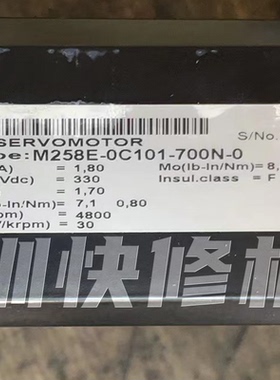 SERVOMOTOR S/No.
pe:M258E-0C101-700N-0
A) = 1,80 Mo(lb-In/Nm) = 8,
Vdc) = 330 Insul.class = F
= 1,70
b-In/Nm) = 7,1 0,80
pm) = 4800
/krpm) = 30
圳快修